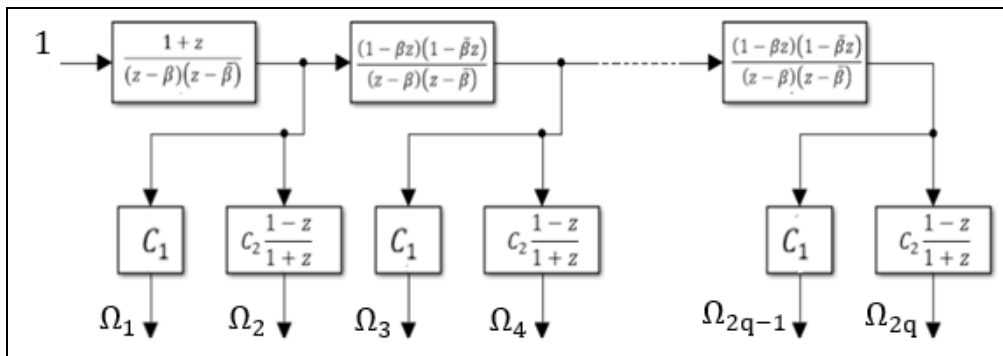 1
1 + z
(z − β)(z − β̄)
(1 − βz)(1 − β̄z)
(z − β)(z − β̄)
(1 − βz)(1 − β̄z)
(z − β)(z − β̄)
C₁
C₂ (1 − z)/(1 + z)
C₁
C₂ (1 − z)/(1 + z)
C₁
C₂ (1 − z)/(1 + z)
Ω₁ Ω₂ Ω₃ Ω₄ Ω₂q₋₁ Ω₂q